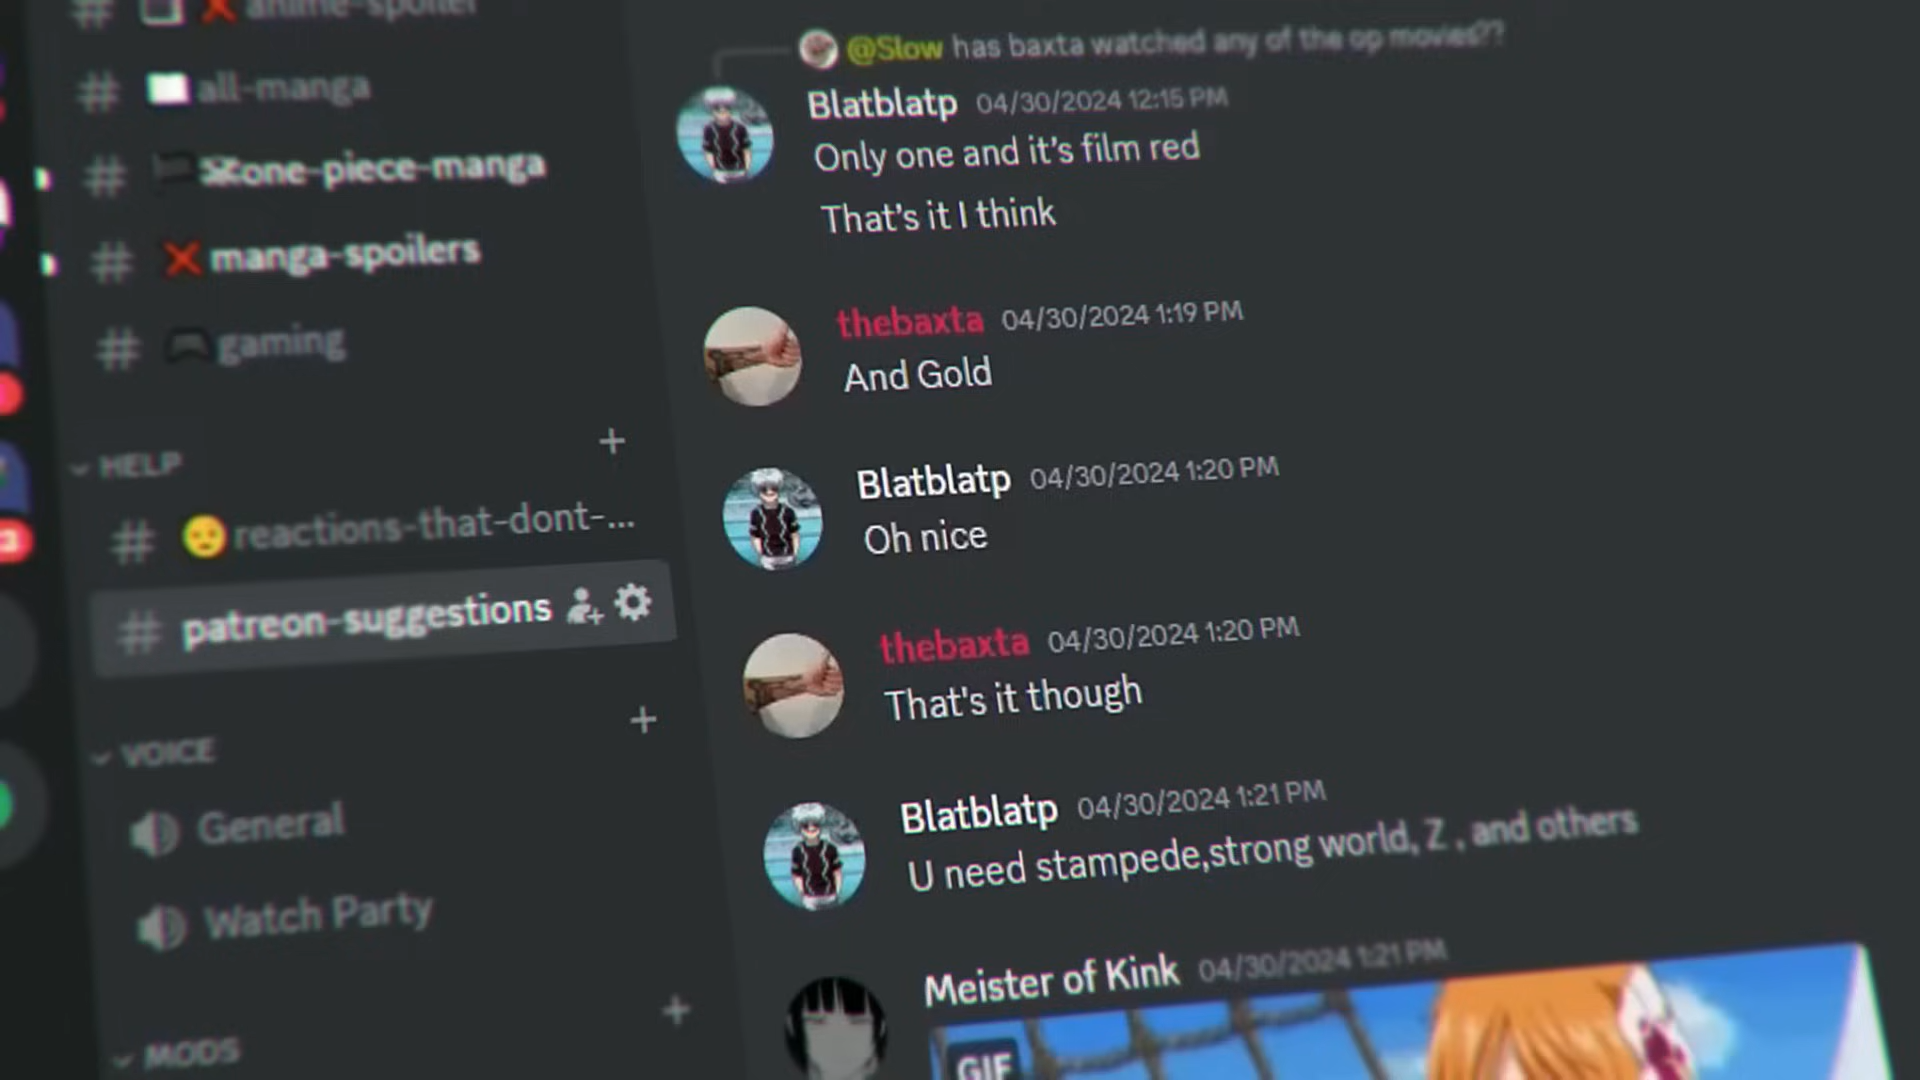 anime-spoiler
all-manga
one-piece-manga
manga-spoilers
gaming
HELP
reactions-that-dont-...
patreon-suggestions
VOICE
General
Watch Party
MODS
@Slow has baxta watched any of the op movies??
Blatblatp 04/30/2024 12:15 PM
Only one and it's film red
That's it I think
thebaxta 04/30/2024 1:19 PM
And Gold
Blatblatp 04/30/2024 1:20 PM
Oh nice
thebaxta 04/30/2024 1:20 PM
That's it though
Blatblatp 04/30/2024 1:21 PM
U need stampede,strong world, Z , and others
Meister of Kink 04/30/2024 1:21 PM
GIF